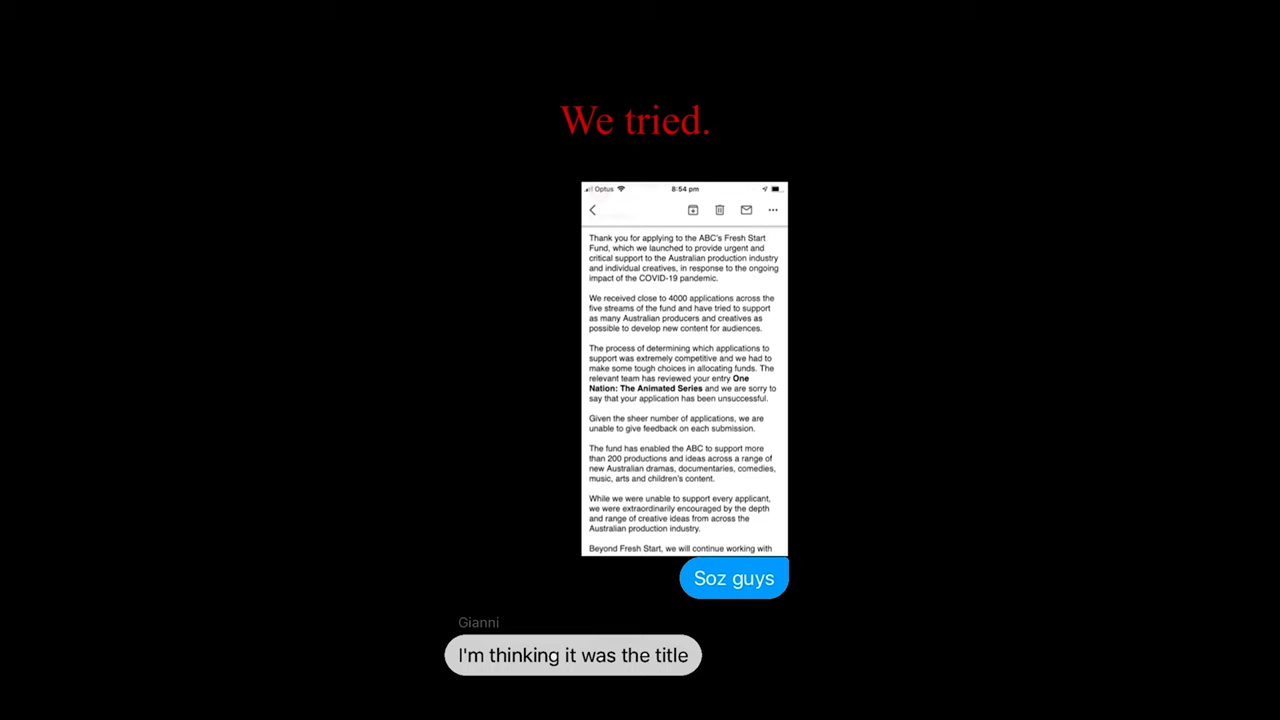 We tried.
Optus
8:54 pm
Thank you for applying to the ABC's Fresh Start
Fund, which we launched to provide urgent and
critical support to the Australian production industry
and individual creatives, in response to the ongoing
impact of the COVID-19 pandemic.
We received close to 4000 applications across the
five streams of the fund and have tried to support
as many Australian producers and creatives as
possible to develop new content for audiences.
The process of determining which applications to
support was extremely competitive and we had to
make some tough choices in allocating funds. The
relevant team has reviewed your entry One
Nation: The Animated Series and we are sorry to
say that your application has been unsuccessful.
Given the sheer number of applications, we are
unable to give feedback on each submission.
The fund has enabled the ABC to support more
than 200 productions and ideas across a range of
new Australian dramas, documentaries, comedies,
music, arts and children's content.
While we were unable to support every applicant,
we were extraordinarily encouraged by the depth
and range of creative ideas from across the
Australian production industry.
Beyond Fresh Start, we will continue working with
Soz guys
Gianni
I'm thinking it was the title